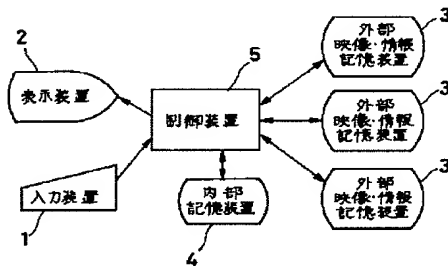 2
表示装置
5
制御装置
入力装置
1
内部
記憶装置
4
3
外部
映像・情報
記憶装置
3
外部
映像・情報
記憶装置
3
外部
映像・情報
記憶装置